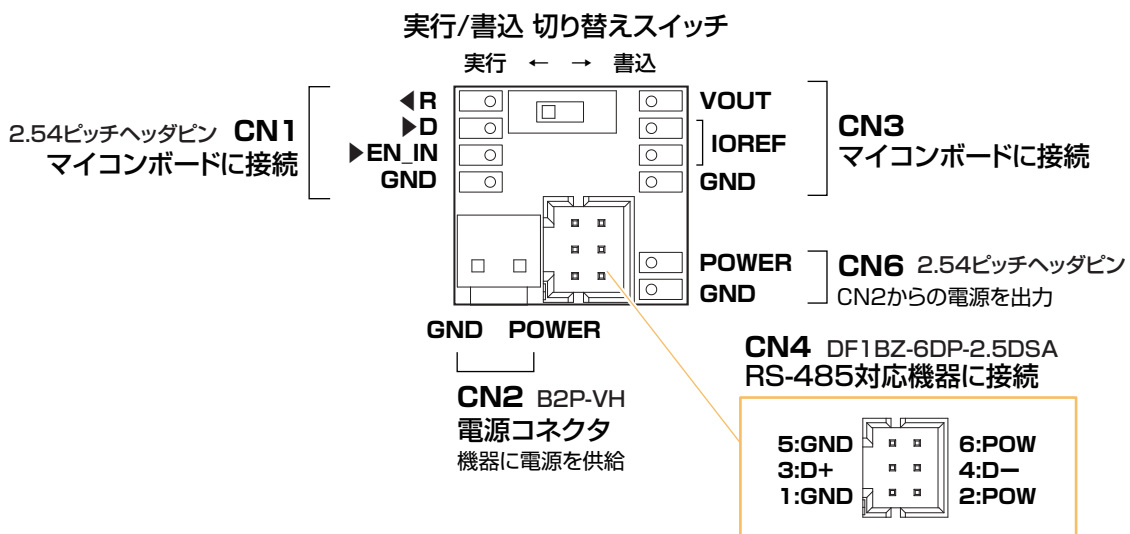 実行/書込 切り替えスイッチ
実行 ← → 書込
◀R
▶D
▶EN_IN
GND
2.54ピッチヘッダピン CN1
マイコンボードに接続
VOUT
IOREF
GND
CN3
マイコンボードに接続
POWER
GND
CN6 2.54ピッチヘッダピン
CN2からの電源を出力
GND POWER
CN2 B2P-VH
電源コネクタ
機器に電源を供給
CN4 DF1BZ-6DP-2.5DSA
RS-485対応機器に接続
5:GND 6:POW
3:D+ 4:D−
1:GND 2:POW